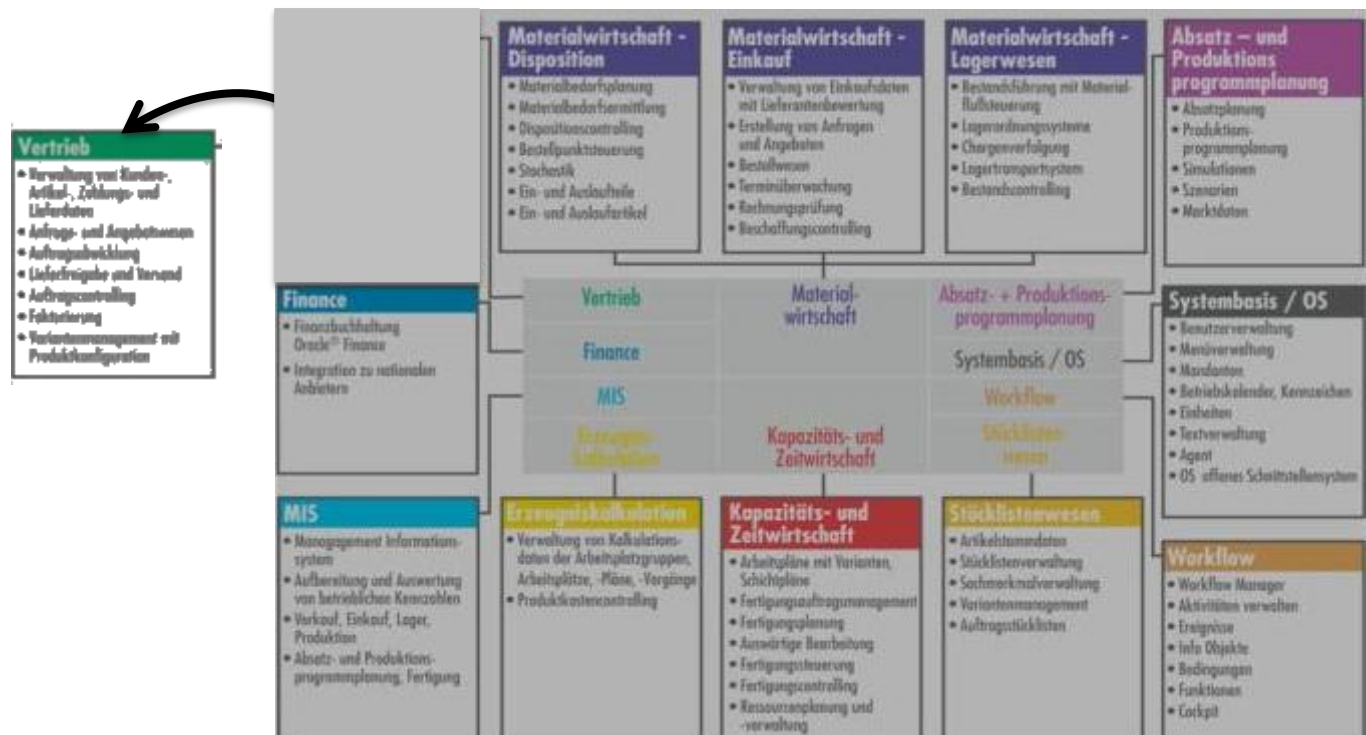 Vertrieb
• Verwaltung von Kunden-,
Artikel-, Zahlungs- und
Lieferdaten
• Anfrage- und Angebotswesen
• Auftragsabwicklung
• Lieferfreigabe und Versand
• Auftragscontrolling
• Fakturierung
• Variantenmanagement mit
Produktkonfiguration
Materialwirtschaft -
Disposition
• Materialbedarfsplanung
• Materialbedarfsermittlung
• Dispositionscontrolling
• Bestellpunktsteuerung
• Stochastik
• Ein- und Auslaufteile
• Ein- und Auslaufartikel
Materialwirtschaft -
Einkauf
• Verwaltung von Einkaufsdaten
mit Lieferantenbewertung
• Erstellung von Anfragen
und Angeboten
• Bestellwesen
• Terminüberwachung
• Rechnungsprüfung
• Beschaffungscontrolling
Materialwirtschaft -
Lagerwesen
• Bestandsführung mit Material-
flußsteuerung
• Lagerordnungssysteme
• Chargenverfolgung
• Lagertransportsystem
• Bestandscontrolling
Absatz – und
Produktions
programmplanung
• Absatzplanung
• Produktions-
programmplanung
• Simulationen
• Szenarien
• Marktdaten
Finance
• Finanzbuchhaltung
Oracle® Finance
• Integration zu nationalen
Anbietern
Vertrieb
Finance
MIS
Erzeugnis-
kalkulation
Material-
wirtschaft
Kapazitäts- und
Zeitwirtschaft
Absatz- + Produktions-
programmplanung
Systembasis / OS
Workflow
Stücklisten-
wesen
Systembasis / OS
• Benutzerverwaltung
• Menüverwaltung
• Mandanten
• Betriebskalender, Kennzeichen
• Einheiten
• Textverwaltung
• Agent
• OS offenes Schnittstellensystem
MIS
• Managagement Informations-
system
• Aufbereitung und Auswertung
von betrieblichen Kennzahlen
• Verkauf, Einkauf, Lager,
Produktion
• Absatz- und Produktions-
programmplanung, Fertigung
Erzeugniskalkulation
• Verwaltung von Kalkulations-
daten der Arbeitsplatzgruppen,
Arbeitsplätze, -Pläne, -Vorgänge
• Produktkostencontrolling
Kapazitäts- und
Zeitwirtschaft
• Arbeitspläne mit Varianten,
Schichtpläne
• Fertigungsauftragsmanagement
• Fertigungsplanung
• Auswärtige Bearbeitung
• Fertigungssteuerung
• Fertigungscontrolling
• Ressourcenplanung und
-verwaltung
Stücklistenwesen
• Artikelstammdaten
• Stücklistenverwaltung
• Sachmerkmalverwaltung
• Variantenmanagement
• Auftragsstücklisten
Workflow
• Workflow Manager
• Aktivitäten verwalten
• Ereignisse
• Info Objekte
• Bedingungen
• Funktionen
• Cockpit